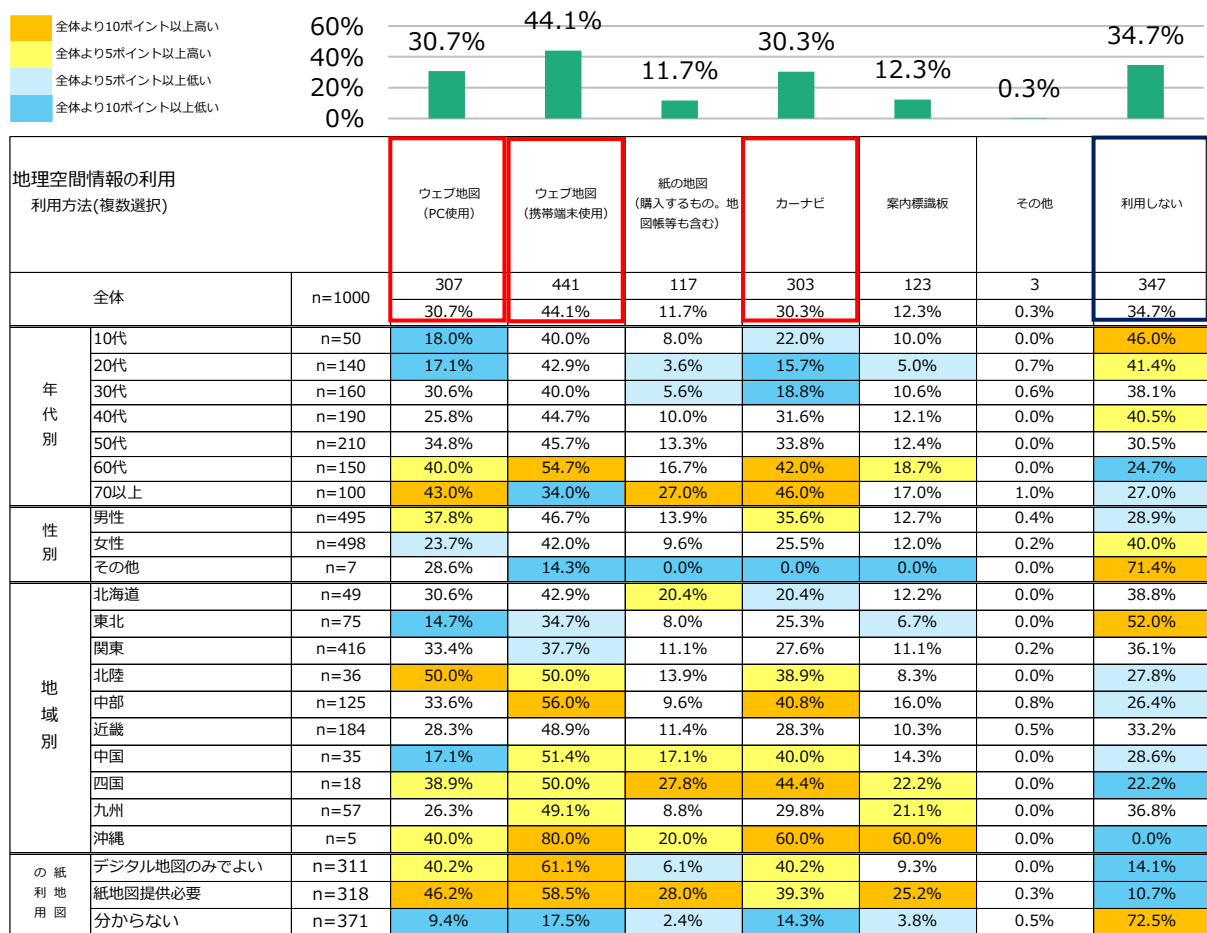 全体より10ポイント以上高い
全体より5ポイント以上高い
全体より5ポイント以上低い
全体より10ポイント以上低い
60%
40%
20%
0%
30.7% 44.1% 11.7% 30.3% 12.3% 0.3% 34.7%
地理空間情報の利用
利用方法(複数選択)
ウェブ地図
（PC使用）
ウェブ地図
（携帯端末使用）
紙の地図
（購入するもの。地
図帳等も含む）
カーナビ
案内標識板
その他
利用しない
全体 n=1000 307 441 117 303 123 3 347
30.7% 44.1% 11.7% 30.3% 12.3% 0.3% 34.7%
年代別
10代 n=50 18.0% 40.0% 8.0% 22.0% 10.0% 0.0% 46.0%
20代 n=140 17.1% 42.9% 3.6% 15.7% 5.0% 0.7% 41.4%
30代 n=160 30.6% 40.0% 5.6% 18.8% 10.6% 0.6% 38.1%
40代 n=190 25.8% 44.7% 10.0% 31.6% 12.1% 0.0% 40.5%
50代 n=210 34.8% 45.7% 13.3% 33.8% 12.4% 0.0% 30.5%
60代 n=150 40.0% 54.7% 16.7% 42.0% 18.7% 0.0% 24.7%
70以上 n=100 43.0% 34.0% 27.0% 46.0% 17.0% 1.0% 27.0%
性別
男性 n=495 37.8% 46.7% 13.9% 35.6% 12.7% 0.4% 28.9%
女性 n=498 23.7% 42.0% 9.6% 25.5% 12.0% 0.2% 40.0%
その他 n=7 28.6% 14.3% 0.0% 0.0% 0.0% 0.0% 71.4%
地域別
北海道 n=49 30.6% 42.9% 20.4% 20.4% 12.2% 0.0% 38.8%
東北 n=75 14.7% 34.7% 8.0% 25.3% 6.7% 0.0% 52.0%
関東 n=416 33.4% 37.7% 11.1% 27.6% 11.1% 0.2% 36.1%
北陸 n=36 50.0% 50.0% 13.9% 38.9% 8.3% 0.0% 27.8%
中部 n=125 33.6% 56.0% 9.6% 40.8% 16.0% 0.8% 26.4%
近畿 n=184 28.3% 48.9% 11.4% 28.3% 10.3% 0.5% 33.2%
中国 n=35 17.1% 51.4% 17.1% 40.0% 14.3% 0.0% 28.6%
四国 n=18 38.9% 50.0% 27.8% 44.4% 22.2% 0.0% 22.2%
九州 n=57 26.3% 49.1% 8.8% 29.8% 21.1% 0.0% 36.8%
沖縄 n=5 40.0% 80.0% 20.0% 60.0% 60.0% 0.0% 0.0%
紙地図
の利用
デジタル地図のみでよい n=311 40.2% 61.1% 6.1% 40.2% 9.3% 0.0% 14.1%
紙地図提供必要 n=318 46.2% 58.5% 28.0% 39.3% 25.2% 0.3% 10.7%
分からない n=371 9.4% 17.5% 2.4% 14.3% 3.8% 0.5% 72.5%